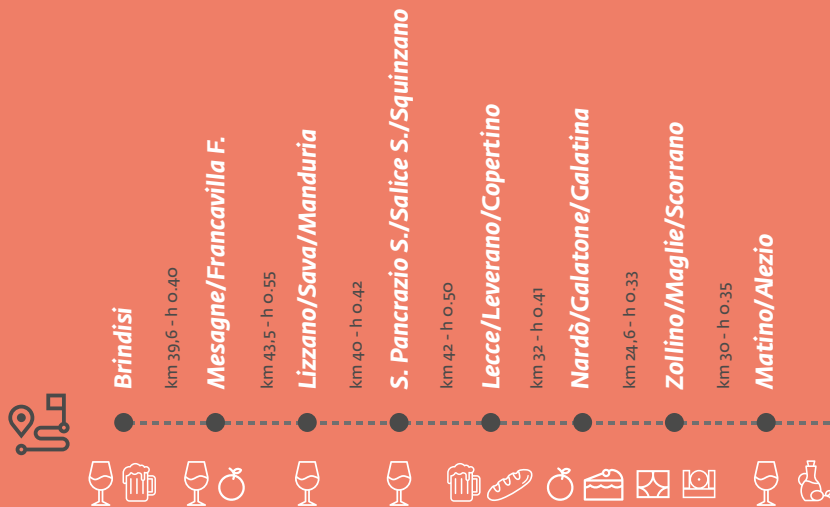 Brindisi
km 39,6 - h 0.40
Mesagne/Francavilla F.
km 43,5 - h 0.55
Lizzano/Sava/Manduria
km 40 - h 0.42
S. Pancrazio S./Salice S./Squinzano
km 42 - h 0.50
Lecce/Leverano/Copertino
km 32 - h 0.41
Nardò/Galatone/Galatina
km 24,6 - h 0.33
Zollino/Maglie/Scorrano
km 30 - h 0.35
Matino/Alezio